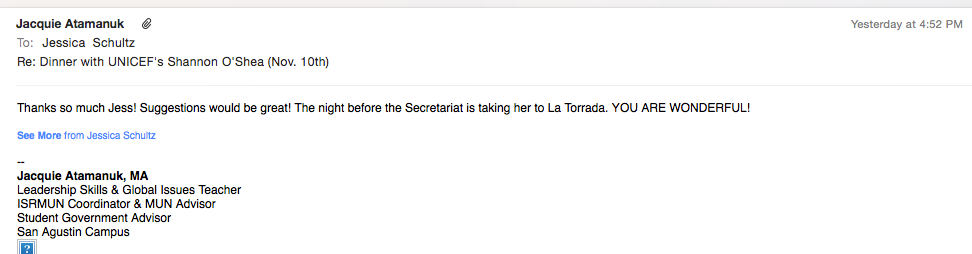 Jacquie Atamanuk Yesterday at 4:52 PM
To: Jessica Schultz
Re: Dinner with UNICEF's Shannon O'Shea (Nov. 10th)
Thanks so much Jess! Suggestions would be great! The night before the Secretariat is taking her to La Torrada. YOU ARE WONDERFUL!
See More from Jessica Schultz
--
Jacquie Atamanuk, MA
Leadership Skills & Global Issues Teacher
ISRMUN Coordinator & MUN Advisor
Student Government Advisor
San Agustin Campus
?